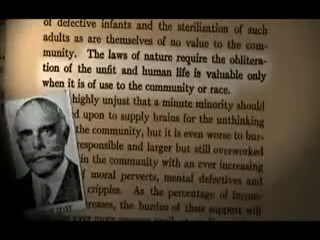 of defective infants and the sterilization of such
adults as are themselves of no value to the com-
munity. The laws of nature require the oblitera-
tion of the unfit and human life is valuable only
when it is of use to the community or race.
highly unjust that a minute minority should
upon to supply brains for the unthinking
the community, but it is even worse to bur-
responsible and larger but still overworked
in the community with an ever increasing
of moral perverts, mental defectives and
cripples. As the percentage of incom-
the burden of their support will